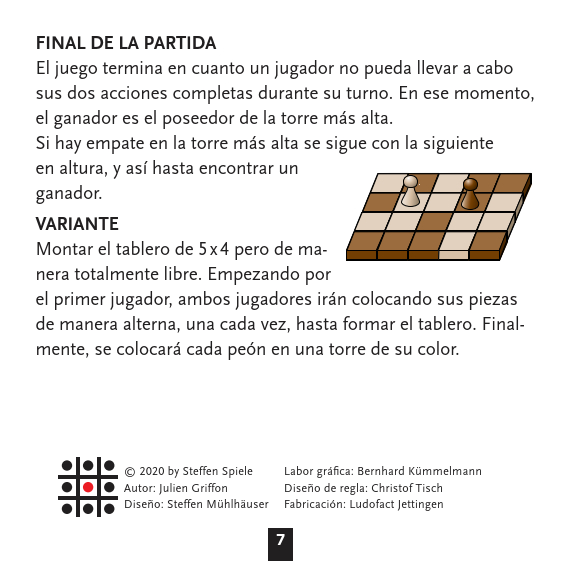 FINAL DE LA PARTIDA
El juego termina en cuanto un jugador no pueda llevar a cabo
sus dos acciones completas durante su turno. En ese momento,
el ganador es el poseedor de la torre más alta.
Si hay empate en la torre más alta se sigue con la siguiente
en altura, y así hasta encontrar un
ganador.
VARIANTE
Montar el tablero de 5x4 pero de ma-
nera totalmente libre. Empezando por
el primer jugador, ambos jugadores irán colocando sus piezas
de manera alterna, una cada vez, hasta formar el tablero. Final-
mente, se colocará cada peón en una torre de su color.
© 2020 by Steffen Spiele
Autor: Julien Griffon
Diseño: Steffen Mühlhäuser
Labor gráfica: Bernhard Kümmelmann
Diseño de regla: Christof Tisch
Fabricación: Ludofact Jettingen
7